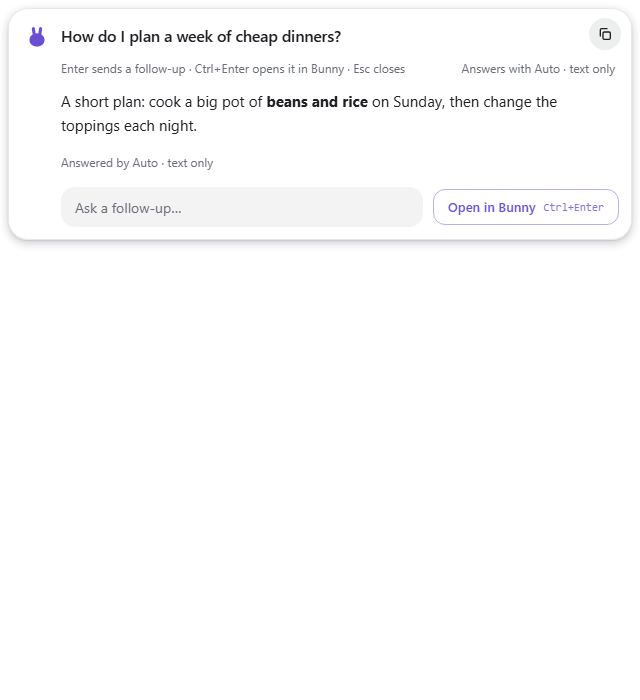 How do I plan a week of cheap dinners?
Enter sends a follow-up · Ctrl+Enter opens it in Bunny · Esc closes
Answers with Auto · text only
A short plan: cook a big pot of beans and rice on Sunday, then change the
toppings each night.
Answered by Auto · text only
Ask a follow-up...
Open in Bunny Ctrl+Enter